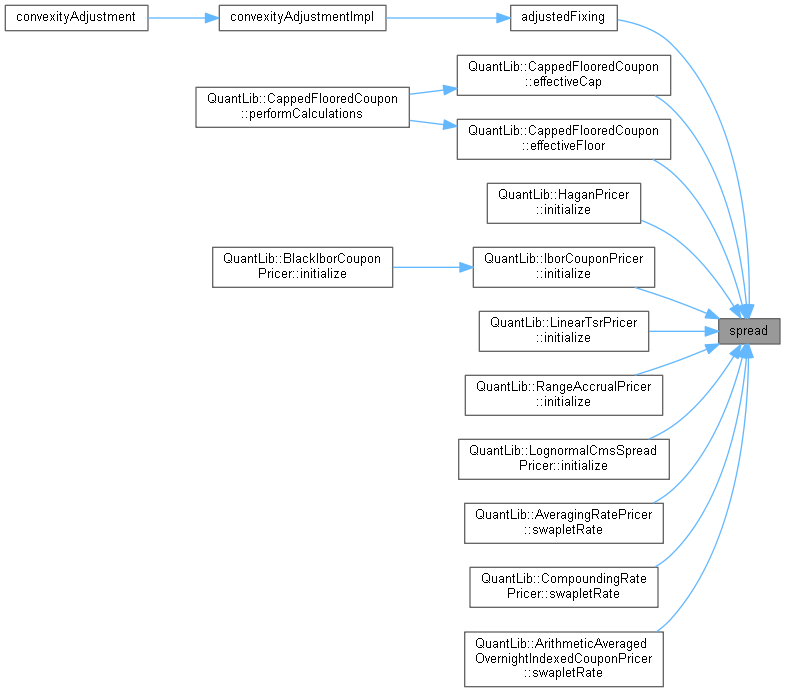 convexityAdjustment
convexityAdjustmentImpl
adjustedFixing
QuantLib::CappedFlooredCoupon
::effectiveCap
QuantLib::CappedFlooredCoupon
::performCalculations
QuantLib::CappedFlooredCoupon
::effectiveFloor
QuantLib::HaganPricer
::initialize
QuantLib::BlackIborCoupon
Pricer::initialize
QuantLib::IborCouponPricer
::initialize
QuantLib::LinearTsrPricer
::initialize
spread
QuantLib::RangeAccrualPricer
::initialize
QuantLib::LognormalCmsSpread
Pricer::initialize
QuantLib::AveragingRatePricer
::swapletRate
QuantLib::CompoundingRate
Pricer::swapletRate
QuantLib::ArithmeticAveraged
OvernightIndexedCouponPricer
::swapletRate